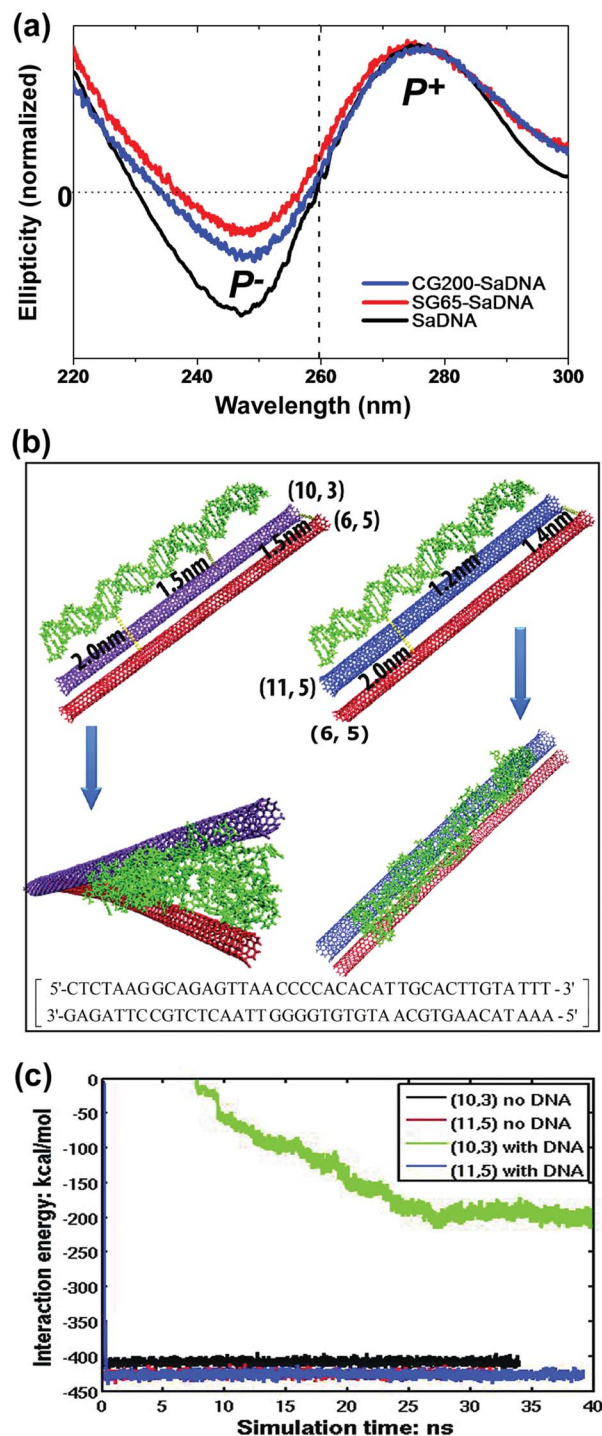 (a)
Ellipticity (normalized)
0
P+
P-
CG200-SaDNA
SG65-SaDNA
SaDNA
220 240 260 280 300
Wavelength (nm)
(b)
(10, 3)
(6, 5)
1.5nm
1.5nm
2.0nm
1.4nm
1.2nm
2.0nm
(11, 5)
(6, 5)
5'-CTCTAAGGCAGAGTTAACCCCACACATTGCACTTGTATTT-3'
3'-GAGATTCCGTCTCAATTGGGGTGTGTAACGTGAACATAAA-5'
(c)
Interaction energy: kcal/mol
0
-50
-100
-150
-200
-250
-300
-350
-400
-450
(10,3) no DNA
(11,5) no DNA
(10,3) with DNA
(11,5) with DNA
0 5 10 15 20 25 30 35 40
Simulation time: ns